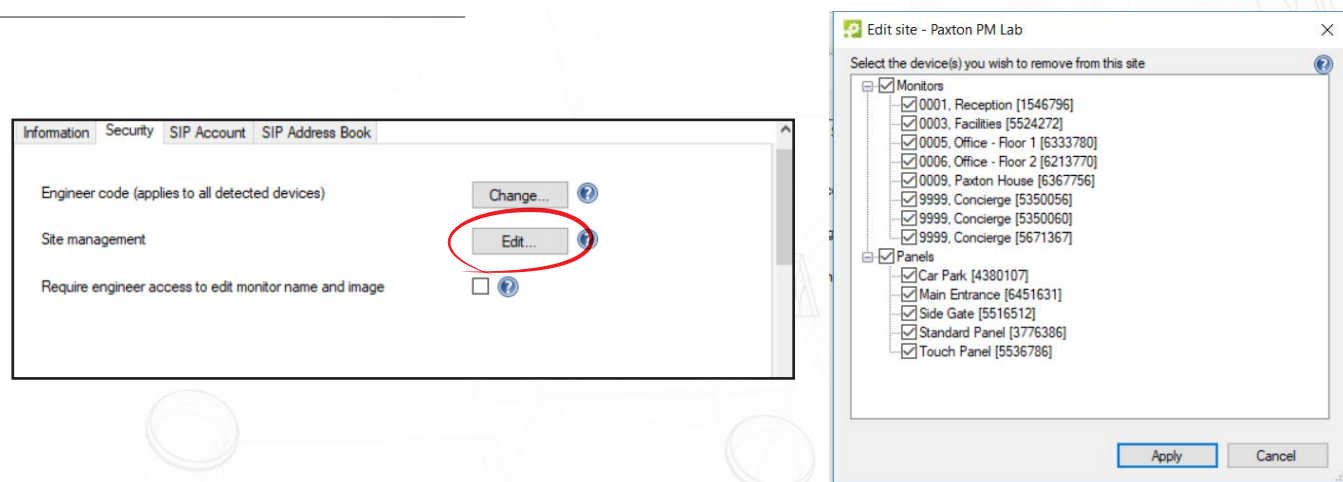 Information Security SIP Account SIP Address Book
Engineer code (applies to all detected devices) Change...
Site management Edit...
Require engineer access to edit monitor name and image
Edit site - Paxton PM Lab
Select the device(s) you wish to remove from this site
Monitors
0001, Reception [1546796]
0003, Facilities [5524272]
0005, Office - Floor 1 [6333780]
0006, Office - Floor 2 [6213770]
0009, Paxton House [6367756]
9999, Concierge [5350056]
9999, Concierge [5350060]
9999, Concierge [5671367]
Panels
Car Park [4380107]
Main Entrance [6451631]
Side Gate [5516512]
Standard Panel [3776386]
Touch Panel [5536786]
Apply Cancel